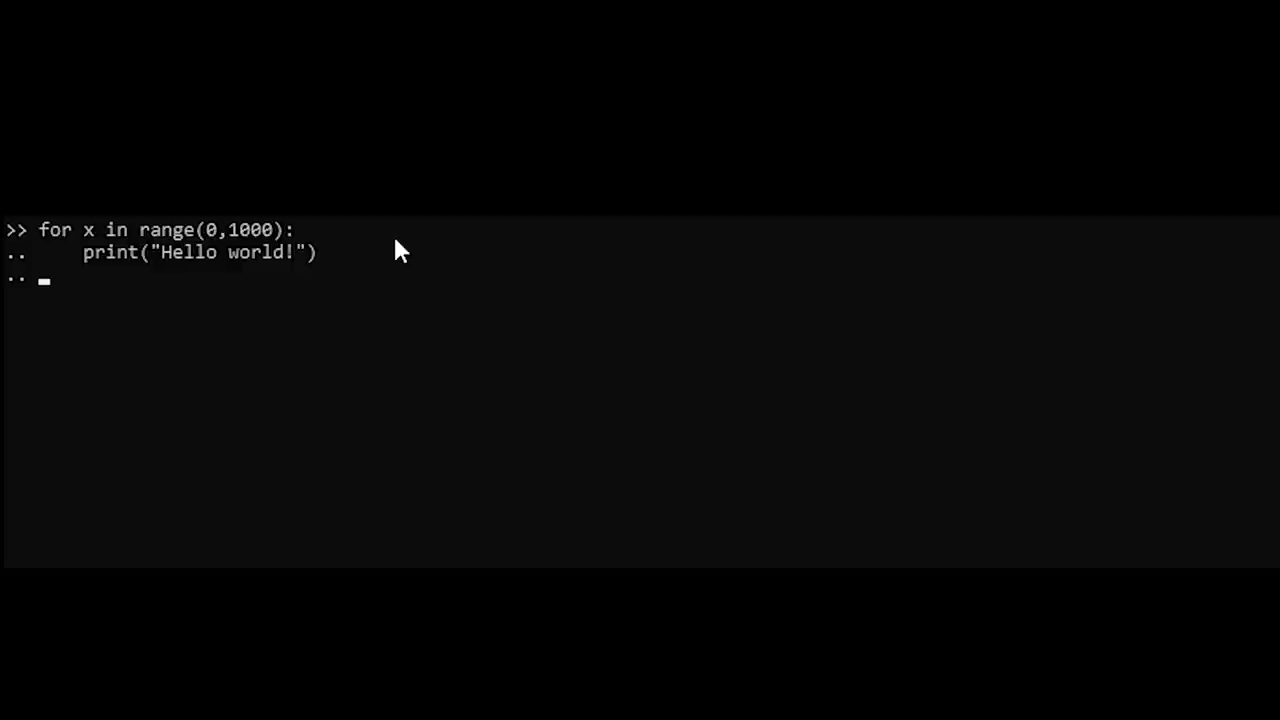 >> for x in range(0,1000):
..     print("Hello world!")
..